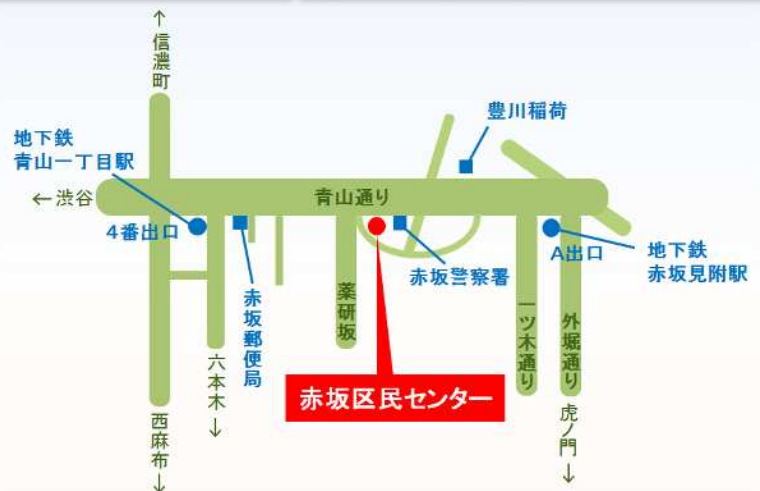 ↑
信濃町
地下鉄
青山一丁目駅
豊川稲荷
←渋谷
青山通り
4番出口
赤坂警察署
A出口
地下鉄
赤坂見附駅
赤坂郵便局
薬研坂
一ツ木通り
外堀通り
六本木↓
赤坂区民センター
虎ノ門↓
西麻布↓